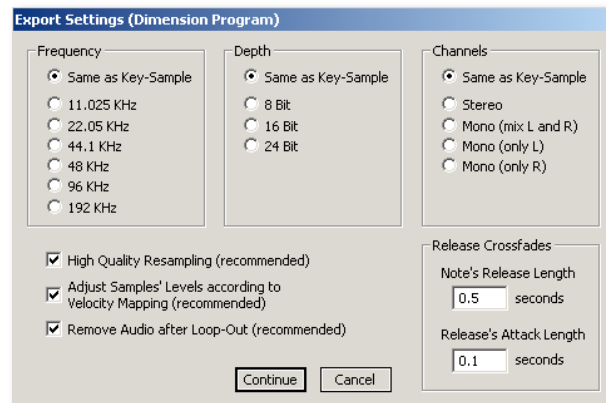 Export Settings (Dimension Program)
Frequency
Same as Key-Sample
11.025 KHz
22.05 KHz
44.1 KHz
48 KHz
96 KHz
192 KHz
Depth
Same as Key-Sample
8 Bit
16 Bit
24 Bit
Channels
Same as Key-Sample
Stereo
Mono (mix L and R)
Mono (only L)
Mono (only R)
High Quality Resampling (recommended)
Adjust Samples' Levels according to
Velocity Mapping (recommended)
Remove Audio after Loop-Out (recommended)
Release Crossfades
Note's Release Length
0.5 seconds
Release's Attack Length
0.1 seconds
Continue
Cancel